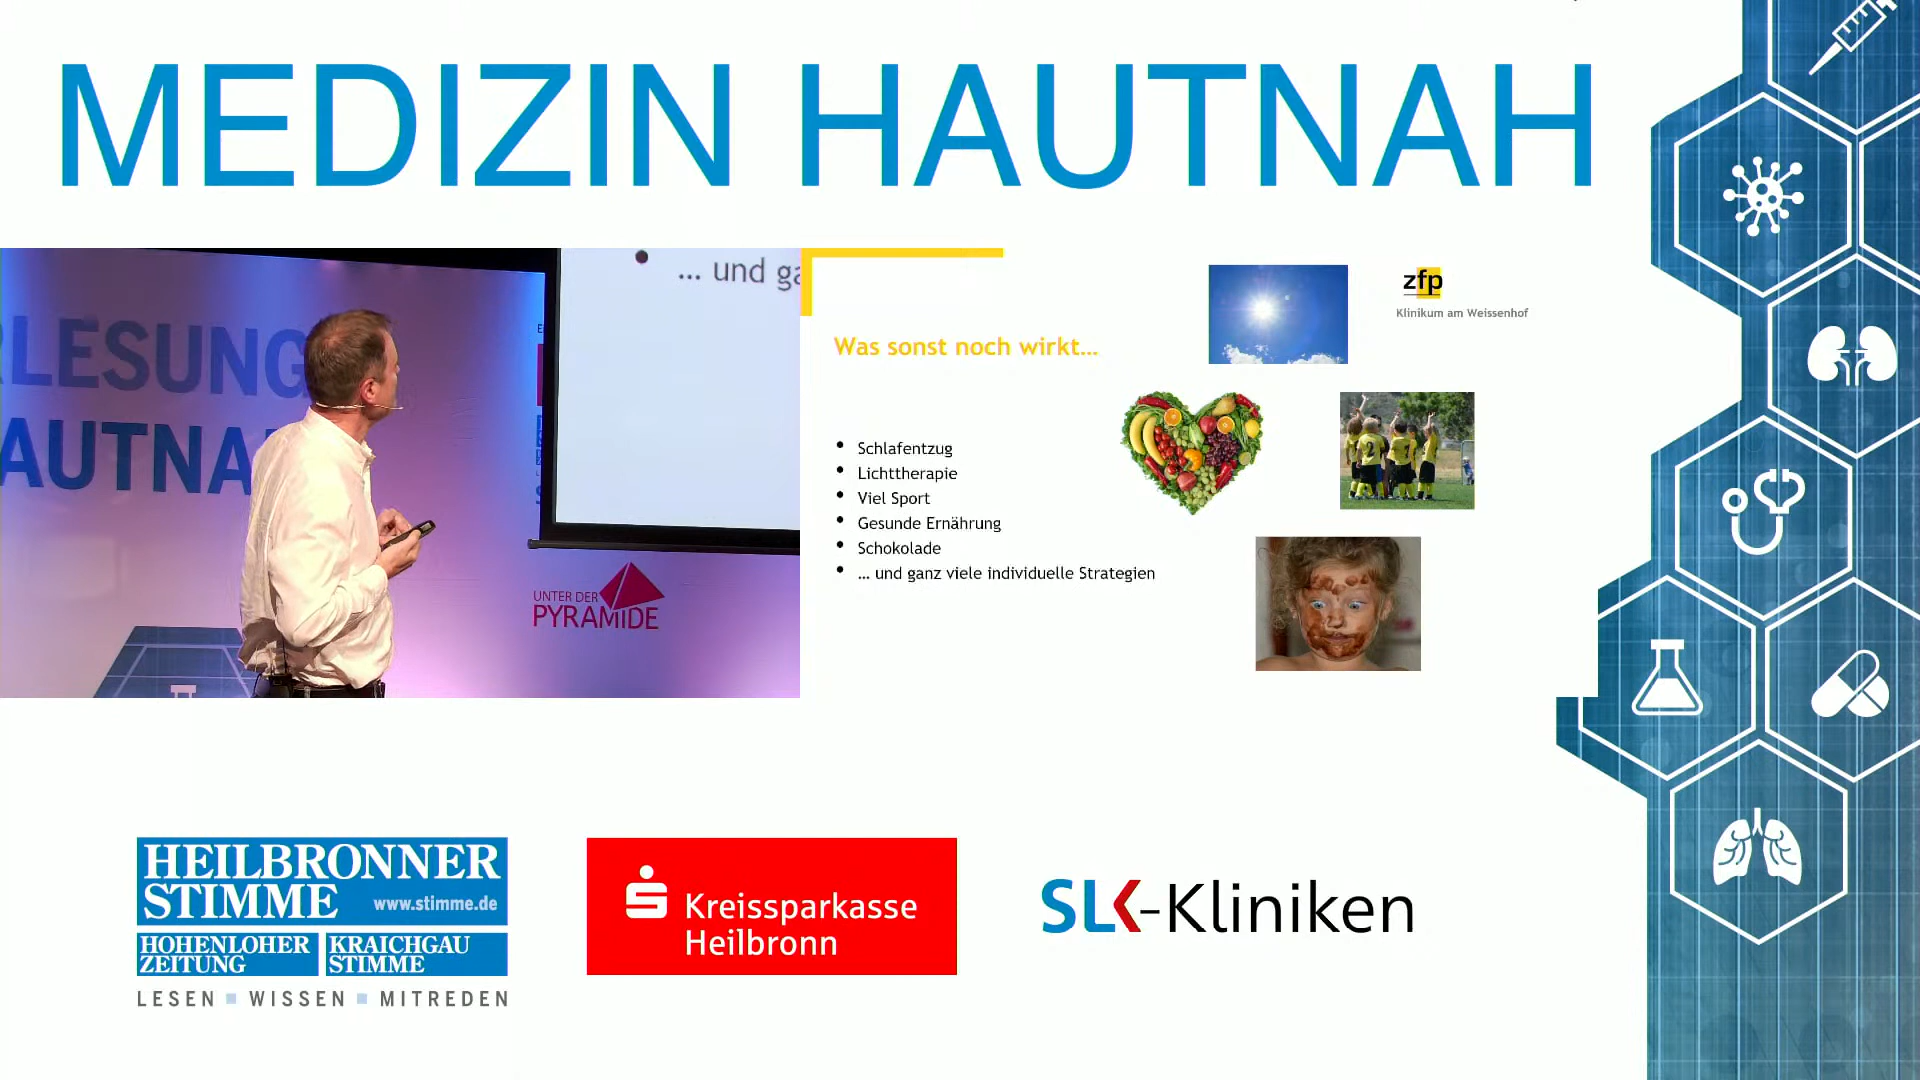 MEDIZIN HAUTNAH
RLESUNG
AUTNA
... und ga
UNTER DER
PYRAMIDE
zfp
Klinikum am Weissenhof
Was sonst noch wirkt...
• Schlafentzug
• Lichttherapie
• Viel Sport
• Gesunde Ernährung
• Schokolade
• ... und ganz viele individuelle Strategien
2
HEILBRONNER
STIMME www.stimme.de
HOHENLOHER
ZEITUNG
KRAICHGAU
STIMME
LESEN ■ WISSEN ■ MITREDEN
Kreissparkasse
Heilbronn
SLK-Kliniken